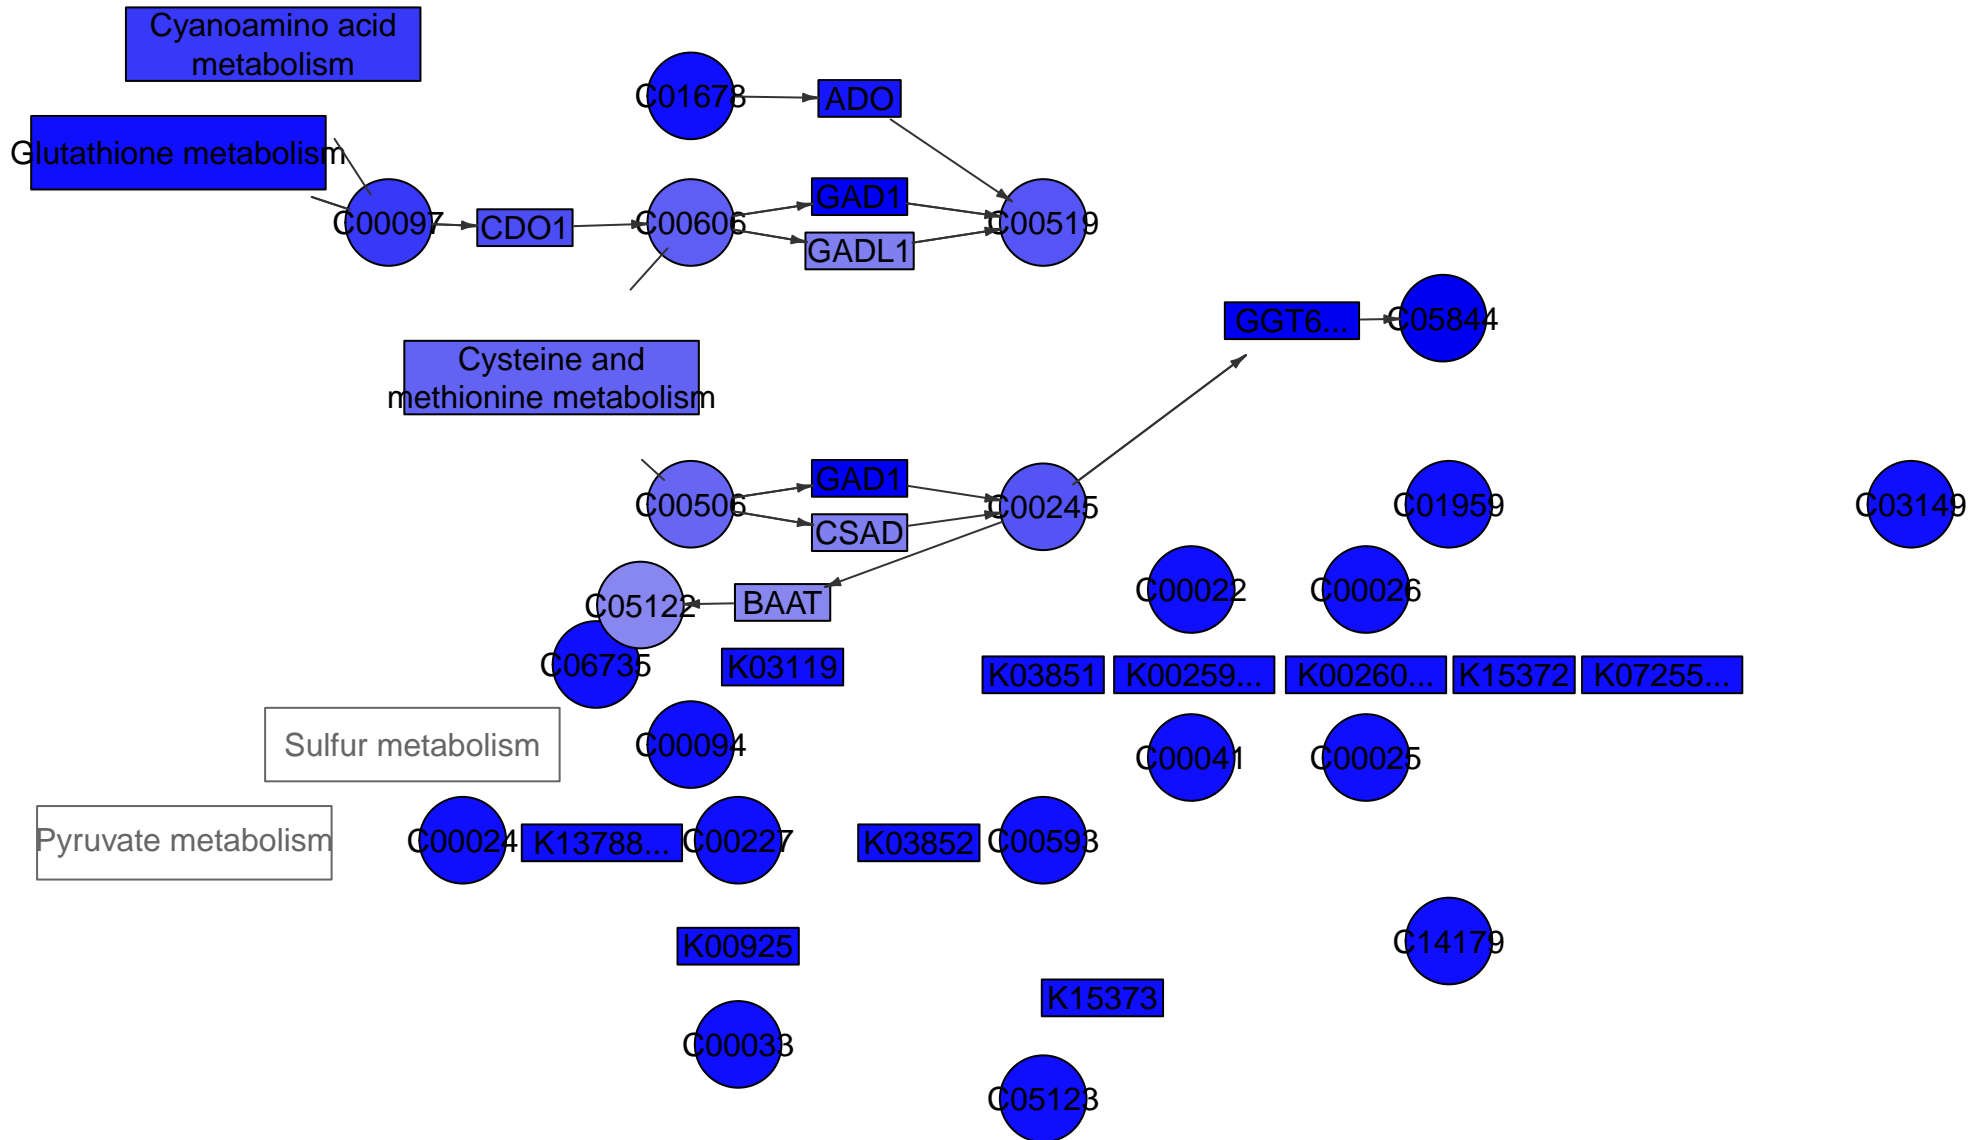 Cyanoamino acid
metabolism
C01678
ADO
Glutathione metabolism
C00097
CDO1
C00606
GAD1
GADL1
C00519
GGT6...
C05844
Cysteine and
methionine metabolism
C00506
GAD1
CSAD
C00245
C01959
C03149
C05122
BAAT
C00022
C00026
C06735
K03119
K03851
K00259...
K00260...
K15372
K07255...
Sulfur metabolism
C00094
C00041
C00025
Pyruvate metabolism
C00024
K13788...
C00227
K03852
C00593
K00925
C14179
K15373
C00033
C05123